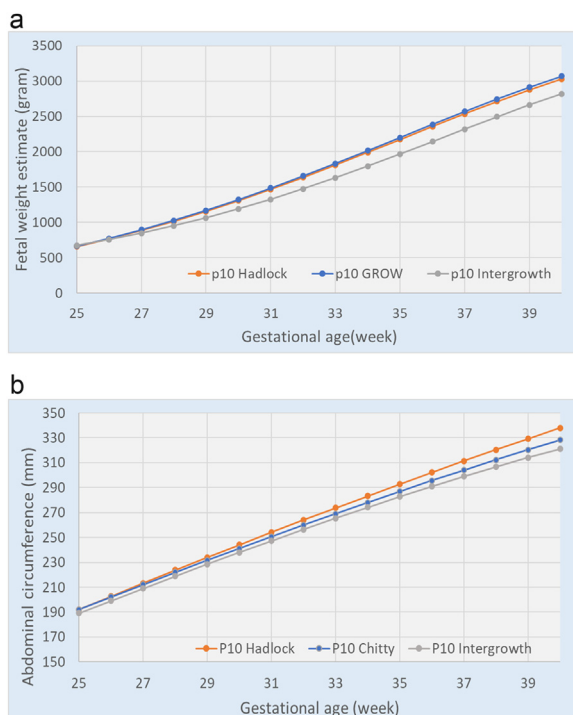 a
3500
3000
2500
2000
1500
1000
500
0
Fetal weight estimate (gram)
p10 Hadlock p10 GROW p10 Intergrowth
25 27 29 31 33 35 37 39
Gestational age(week)
b
350
330
310
290
270
250
230
210
190
170
150
Abdominal circumference (mm)
P10 Hadlock P10 Chitty P10 Intergrowth
25 27 29 31 33 35 37 39
Gestational age (week)